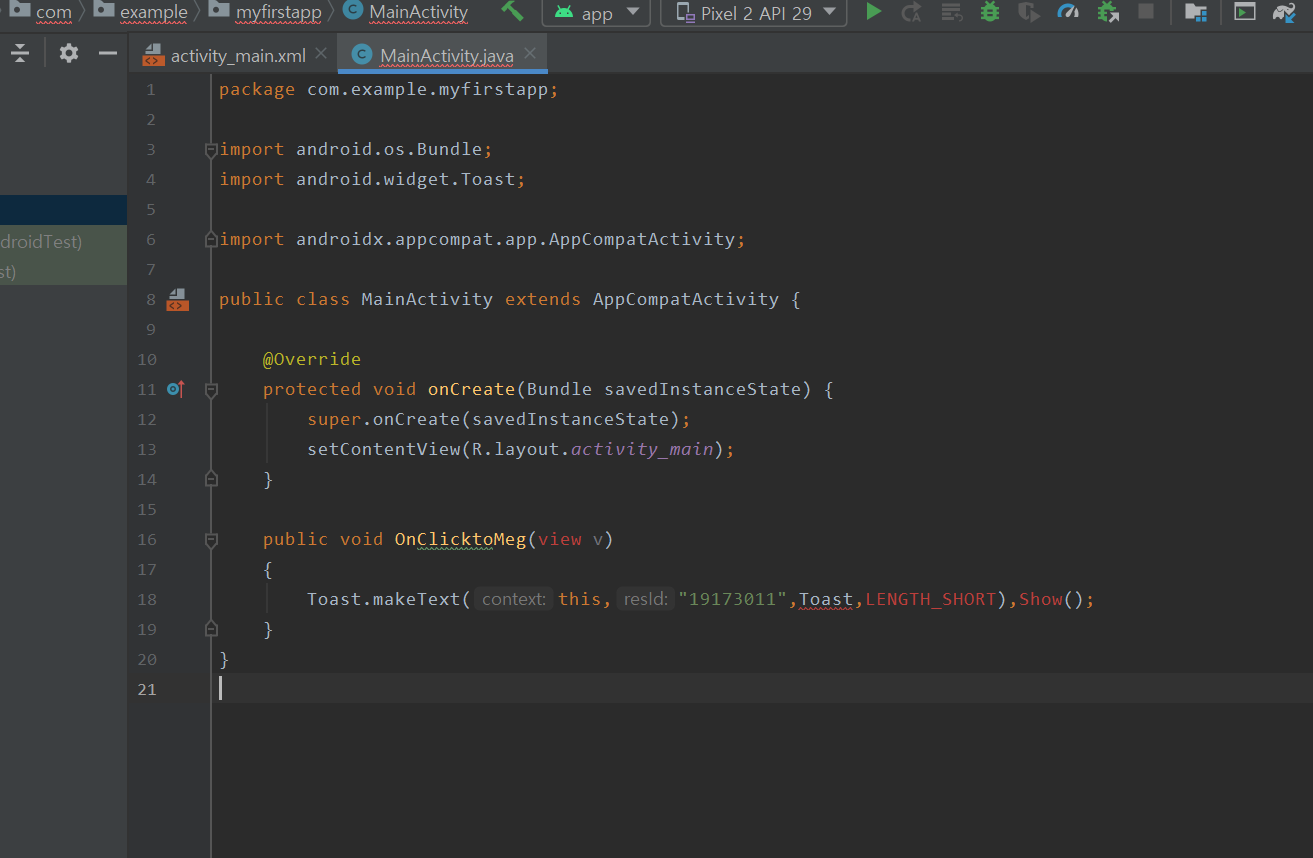 com example myfirstapp MainActivity app Pixel 2 API 29
activity_main.xml MainActivity.java
1 package com.example.myfirstapp;
2
3 import android.os.Bundle;
4 import android.widget.Toast;
5
droidTest)
6 import androidx.appcompat.app.AppCompatActivity;
st)
7
8 public class MainActivity extends AppCompatActivity {
9
10 @Override
11 protected void onCreate(Bundle savedInstanceState) {
12 super.onCreate(savedInstanceState);
13 setContentView(R.layout.activity_main);
14 }
15
16 public void OnClicktoMeg(view v)
17 {
18 Toast.makeText( context: this, resId: "19173011",Toast,LENGTH_SHORT),Show();
19 }
20 }
21